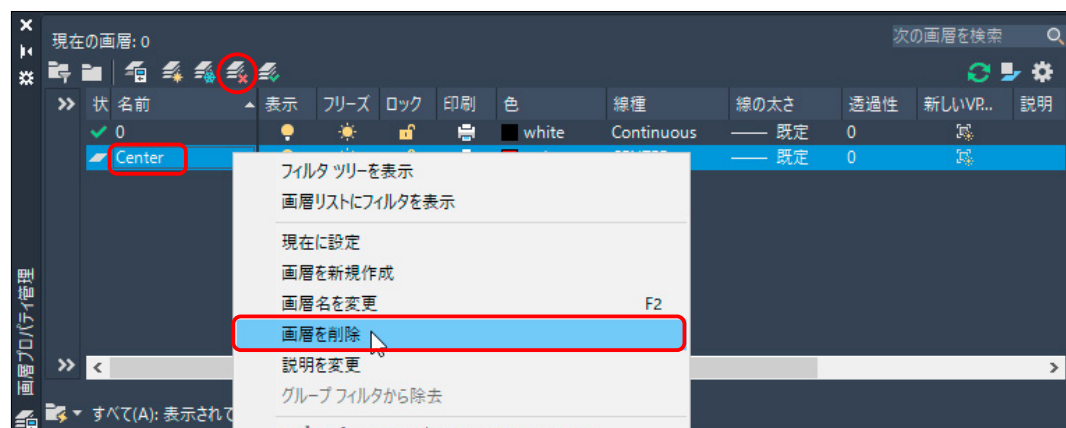 現在の画層: 0
次の画層を検索
状 名前 表示 フリーズ ロック 印刷 色 線種 線の太さ 透過性 新しいVP... 説明
0 white Continuous 既定 0
Center 既定 0
フィルタ ツリーを表示
画層リストにフィルタを表示
現在に設定
画層を新規作成
画層名を変更 F2
画層を削除
説明を変更
グループ フィルタから除去
すべて(A): 表示されて
画層プロパティ管理